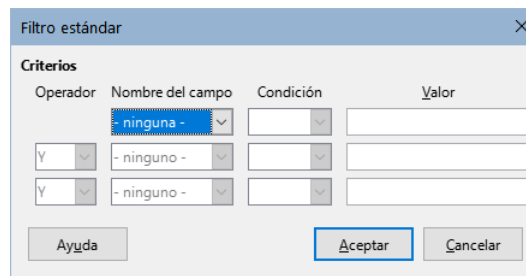 Filtro estándar
Criterios
Operador Nombre del campo Condición Valor
- ninguna -
Y - ninguno -
Y - ninguno -
Ayuda Aceptar Cancelar